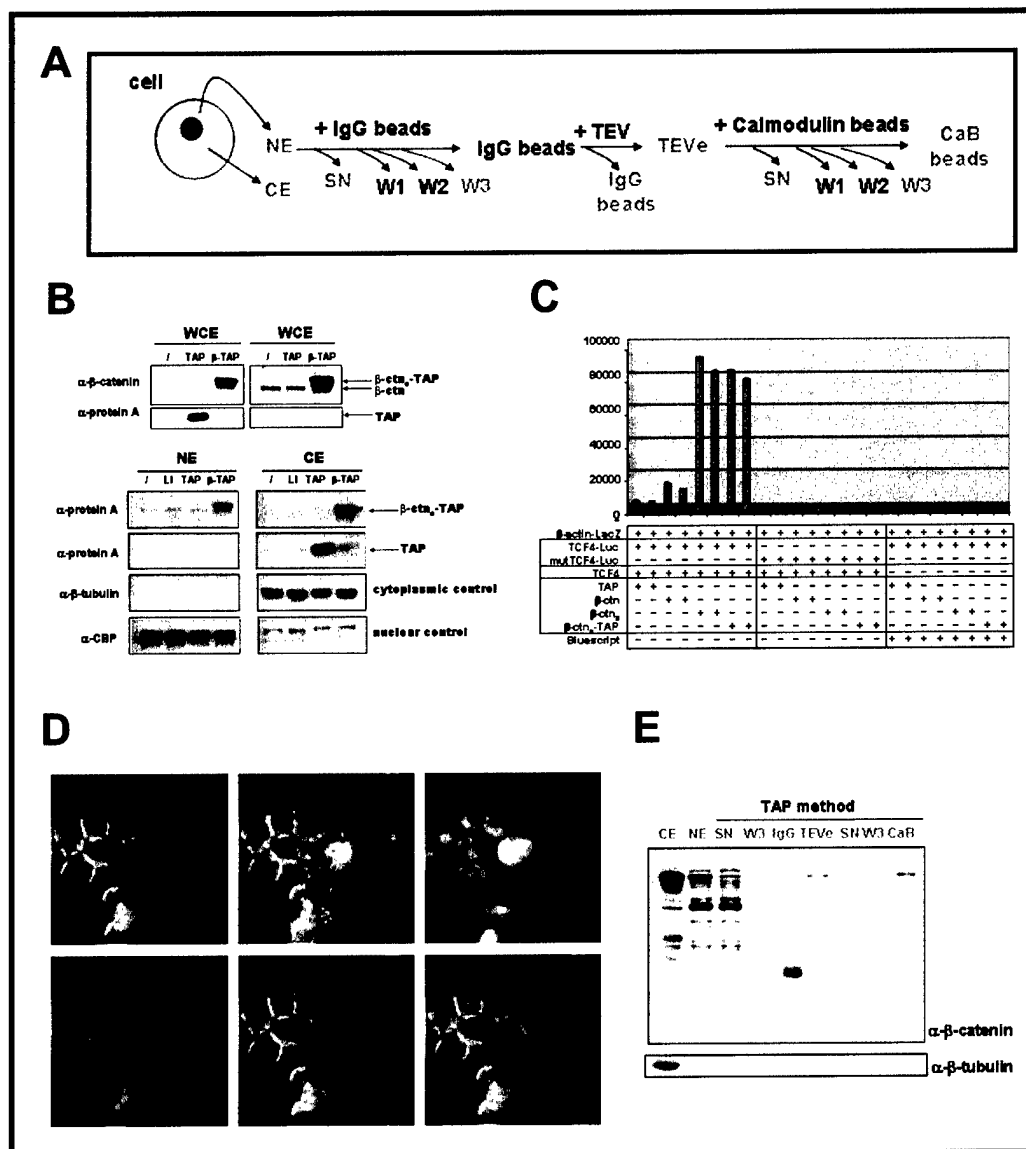 A
cell
NE
CE
+ IgG beads
SN
W1
W2
W3
IgG beads
+ TEV
IgG
beads
TEVe
+ Calmodulin beads
SN
W1
W2
W3
CaB
beads
B
WCE
WCE
/ TAP β-TAP
/ TAP β-TAP
α-β-catenin
β-ctn*-TAP
β-ctn
α-protein A
TAP
NE
CE
/ LI TAP β-TAP
/ LI TAP β-TAP
α-protein A
β-ctn*-TAP
α-protein A
TAP
α-β-tubulin
cytoplasmic control
α-CBP
nuclear control
C
100000
80000
60000
40000
20000
0
β-actin-LacZ + + + + + + + + + + + + + + + + + + + + + + + +
TCF4-Luc + + + + + + + + - - - - - - - - + + + + + + + +
mutTCF4-Luc - - - - - - - - + + + + + + + + - - - - - - - -
TCF4 + + + + + + + + + + + + + + + + - - - - - - - -
TAP + + - - - - - - + + - - - - - - + + - - - - - -
β-ctn - - + + - - - - - - + + - - - - - - + + - - - -
β-ctn* - - - - + + - - - - - - + + - - - - - - + + - -
β-ctn*-TAP - - - - - - + + - - - - - - + + - - - - - - + +
Bluescript - - - - - - - - - - - - - - - - + + + + + + + +
D
E
TAP method
CE NE SN W3 IgG TEVe SN W3 CaB
α-β-catenin
α-β-tubulin